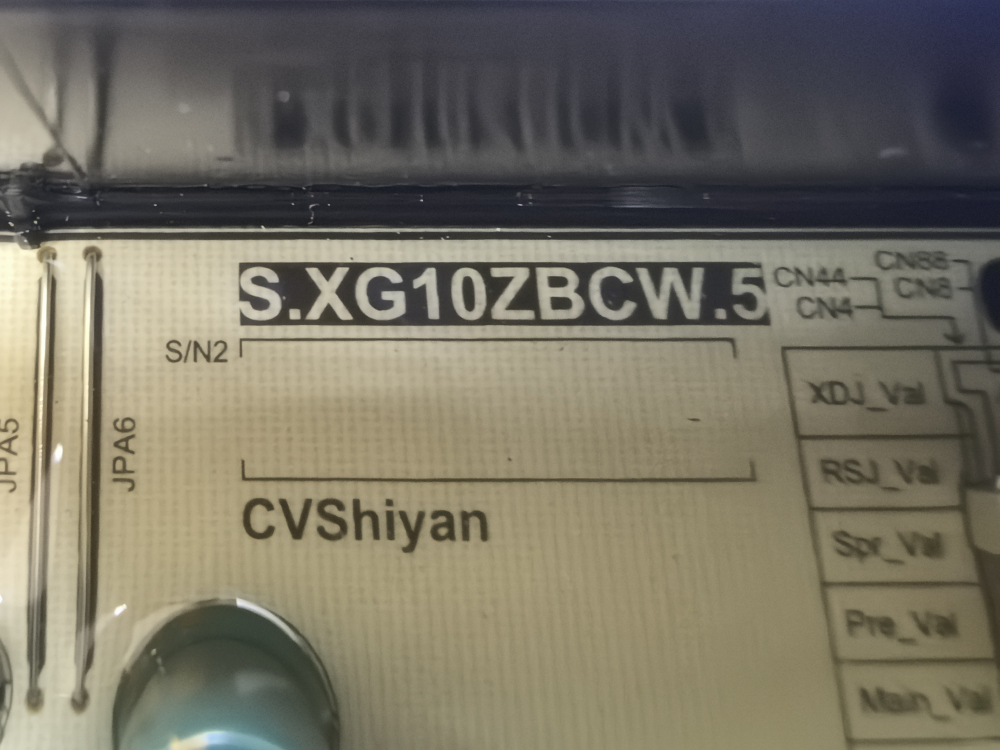 S.XG10ZBCW.5
CN88
CN44
CN8
CN4
S/N2
XDJ_Val
JPA5
JPA6
RSJ_Val
CVShiyan
Spr_Val
Pre_Val
Main_Val